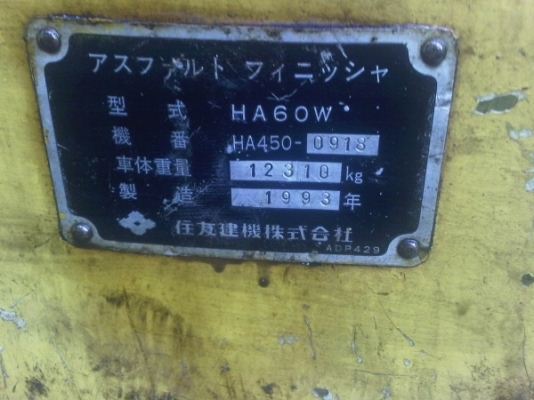 アスファルト フィニッシャ
型式 HA60W
機番 HA450-0918
車体重量 12310 kg
製造 1993 年
住友建機株式会社
ADP429